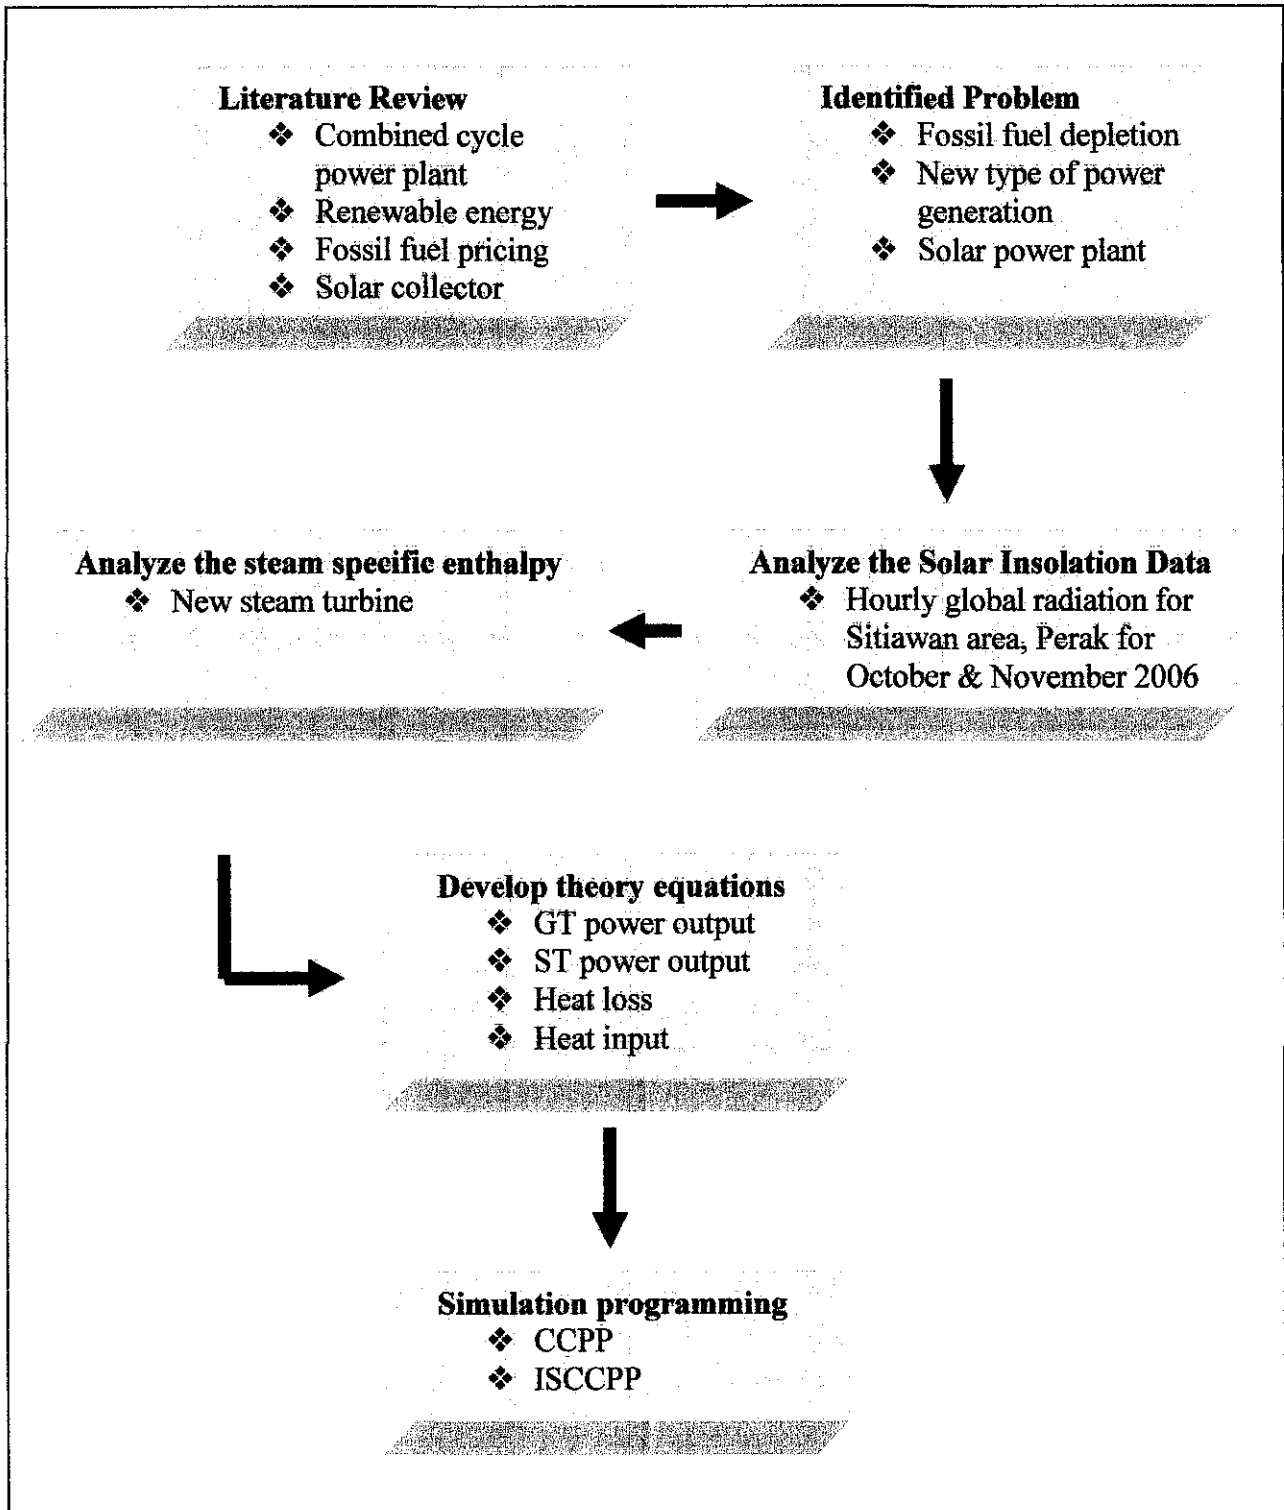 Literature Review
❖ Combined cycle
power plant
❖ Renewable energy
❖ Fossil fuel pricing
❖ Solar collector
Identified Problem
❖ Fossil fuel depletion
❖ New type of power
generation
❖ Solar power plant
Analyze the Solar Insolation Data
❖ Hourly global radiation for
Sitiawan area, Perak for
October & November 2006
Analyze the steam specific enthalpy
❖ New steam turbine
Develop theory equations
❖ GT power output
❖ ST power output
❖ Heat loss
❖ Heat input
Simulation programming
❖ CCPP
❖ ISCCPP